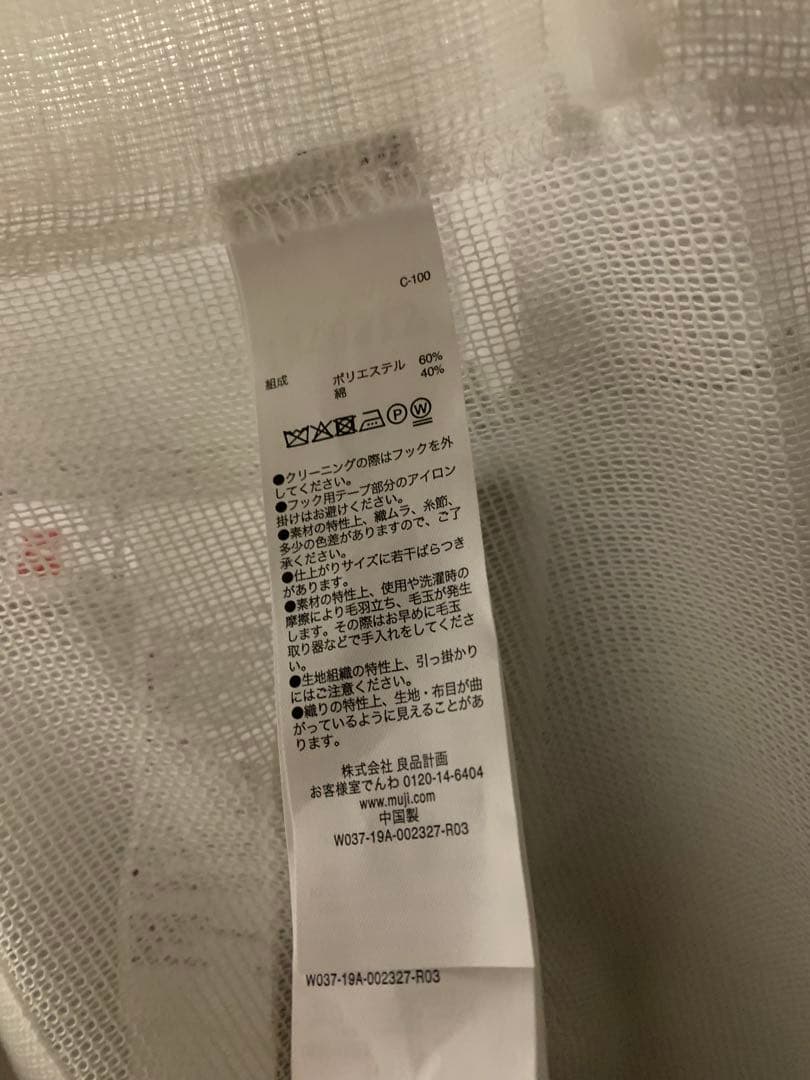 C-100
組成 ポリエステル 60%
綿 40%
P W
●クリーニングの際はフックを外
してください。
●フック用テープ部分のアイロン
掛けはお避けください。
●素材の特性上、織ムラ、糸節、
多少の色差がありますので、ご了
承ください。
●仕上がりサイズに若干ばらつき
があります。
●素材の特性上、使用や洗濯時の
摩擦により毛羽立ち、毛玉が発生
します。その際はお早めに毛玉
取り器などで手入れをしてくださ
い。
●生地組織の特性上、引っ掛かり
にはご注意ください。
●織りの特性上、生地・布目が曲
がっているように見えることがあ
ります。
株式会社 良品計画
お客様室でんわ 0120-14-6404
www.muji.com
中国製
W037-19A-002327-R03
W037-19A-002327-R03